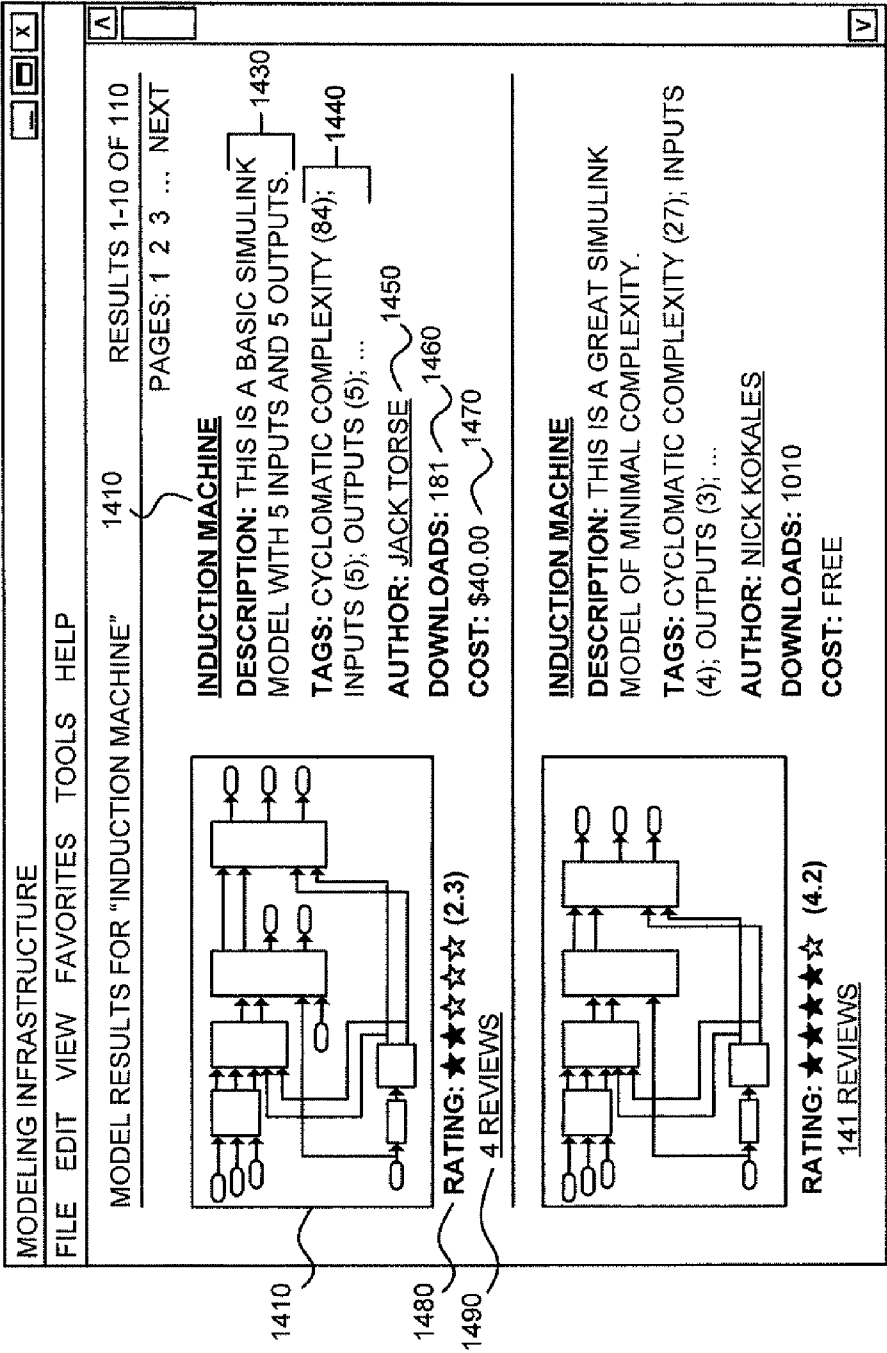 MODELING INFRASTRUCTURE
X
FILE EDIT VIEW FAVORITES TOOLS HELP
MODEL RESULTS FOR “INDUCTION MACHINE”
RESULTS 1-10 OF 110
PAGES: 1 2 3 ... NEXT
1410
1410
INDUCTION MACHINE
DESCRIPTION: THIS IS A BASIC SIMULINK
MODEL WITH 5 INPUTS AND 5 OUTPUTS.
1430
TAGS: CYCLOMATIC COMPLEXITY (84);
INPUTS (5); OUTPUTS (5); ...
1440
AUTHOR: JACK TORSE
1450
DOWNLOADS: 181
1460
COST: $40.00
1470
RATING: ★★☆☆☆ (2.3)
1480
4 REVIEWS
1490
INDUCTION MACHINE
DESCRIPTION: THIS IS A GREAT SIMULINK
MODEL OF MINIMAL COMPLEXITY.
TAGS: CYCLOMATIC COMPLEXITY (27); INPUTS
(4); OUTPUTS (3); ...
AUTHOR: NICK KOKALES
DOWNLOADS: 1010
COST: FREE
RATING: ★★★★☆ (4.2)
141 REVIEWS